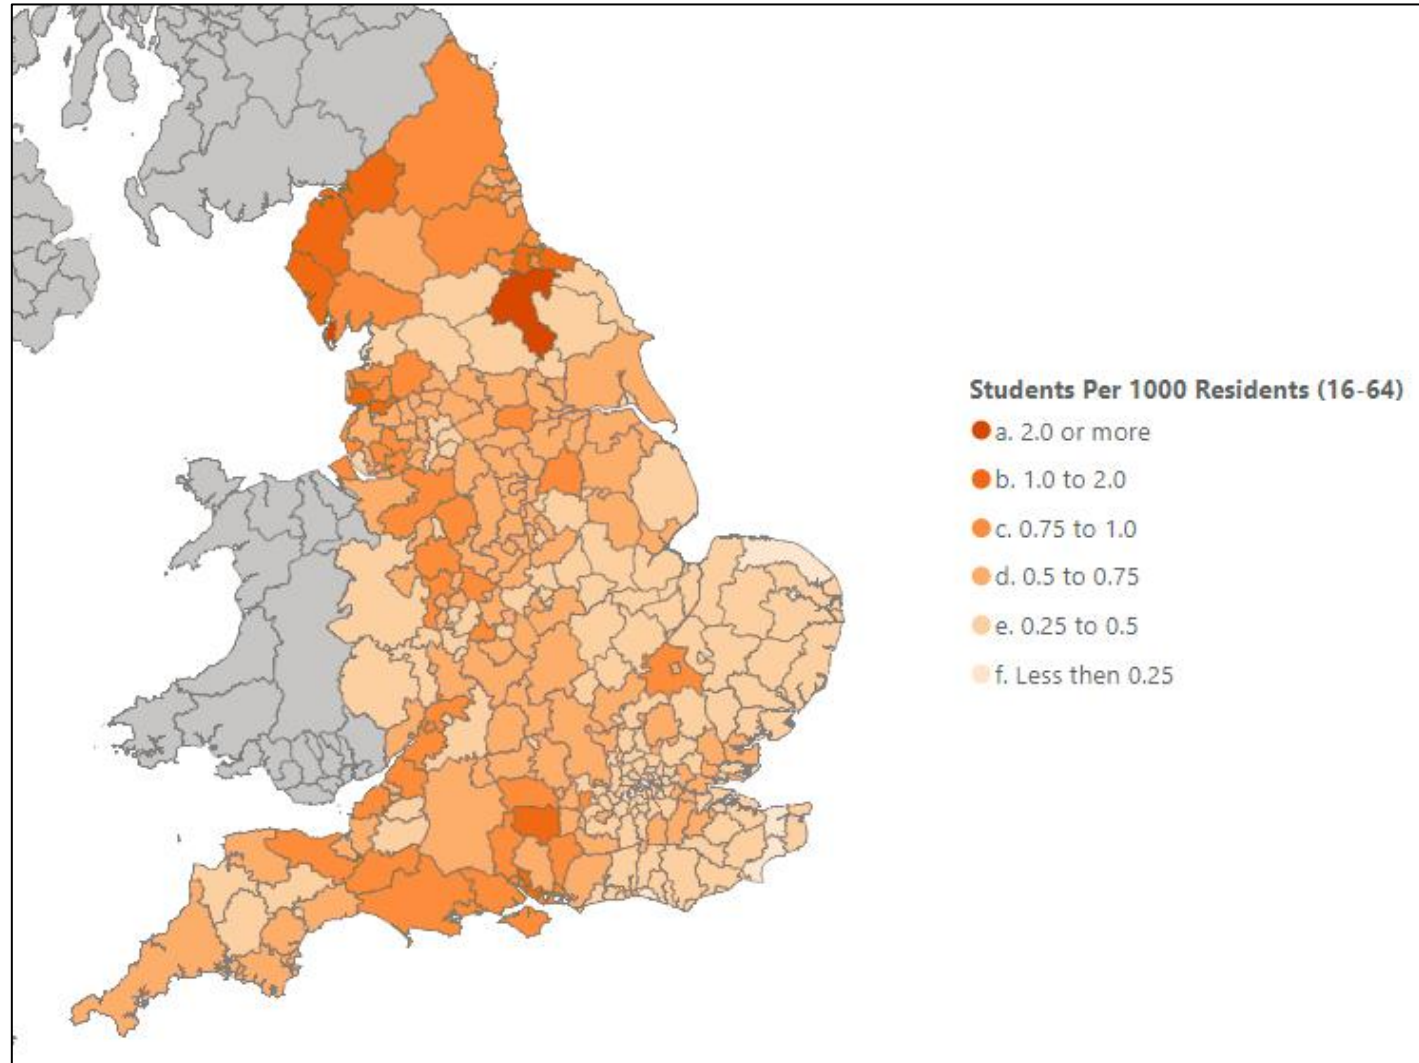 Students Per 1000 Residents (16-64)
a. 2.0 or more
b. 1.0 to 2.0
c. 0.75 to 1.0
d. 0.5 to 0.75
e. 0.25 to 0.5
f. Less then 0.25